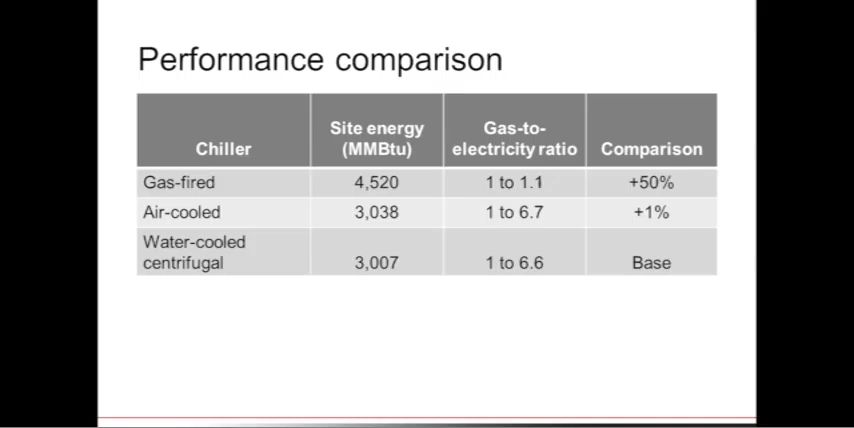 Performance comparison
Chiller Site energy (MMBtu) Gas-to-electricity ratio Comparison
Gas-fired 4,520 1 to 1.1 +50%
Air-cooled 3,038 1 to 6.7 +1%
Water-cooled
centrifugal 3,007 1 to 6.6 Base